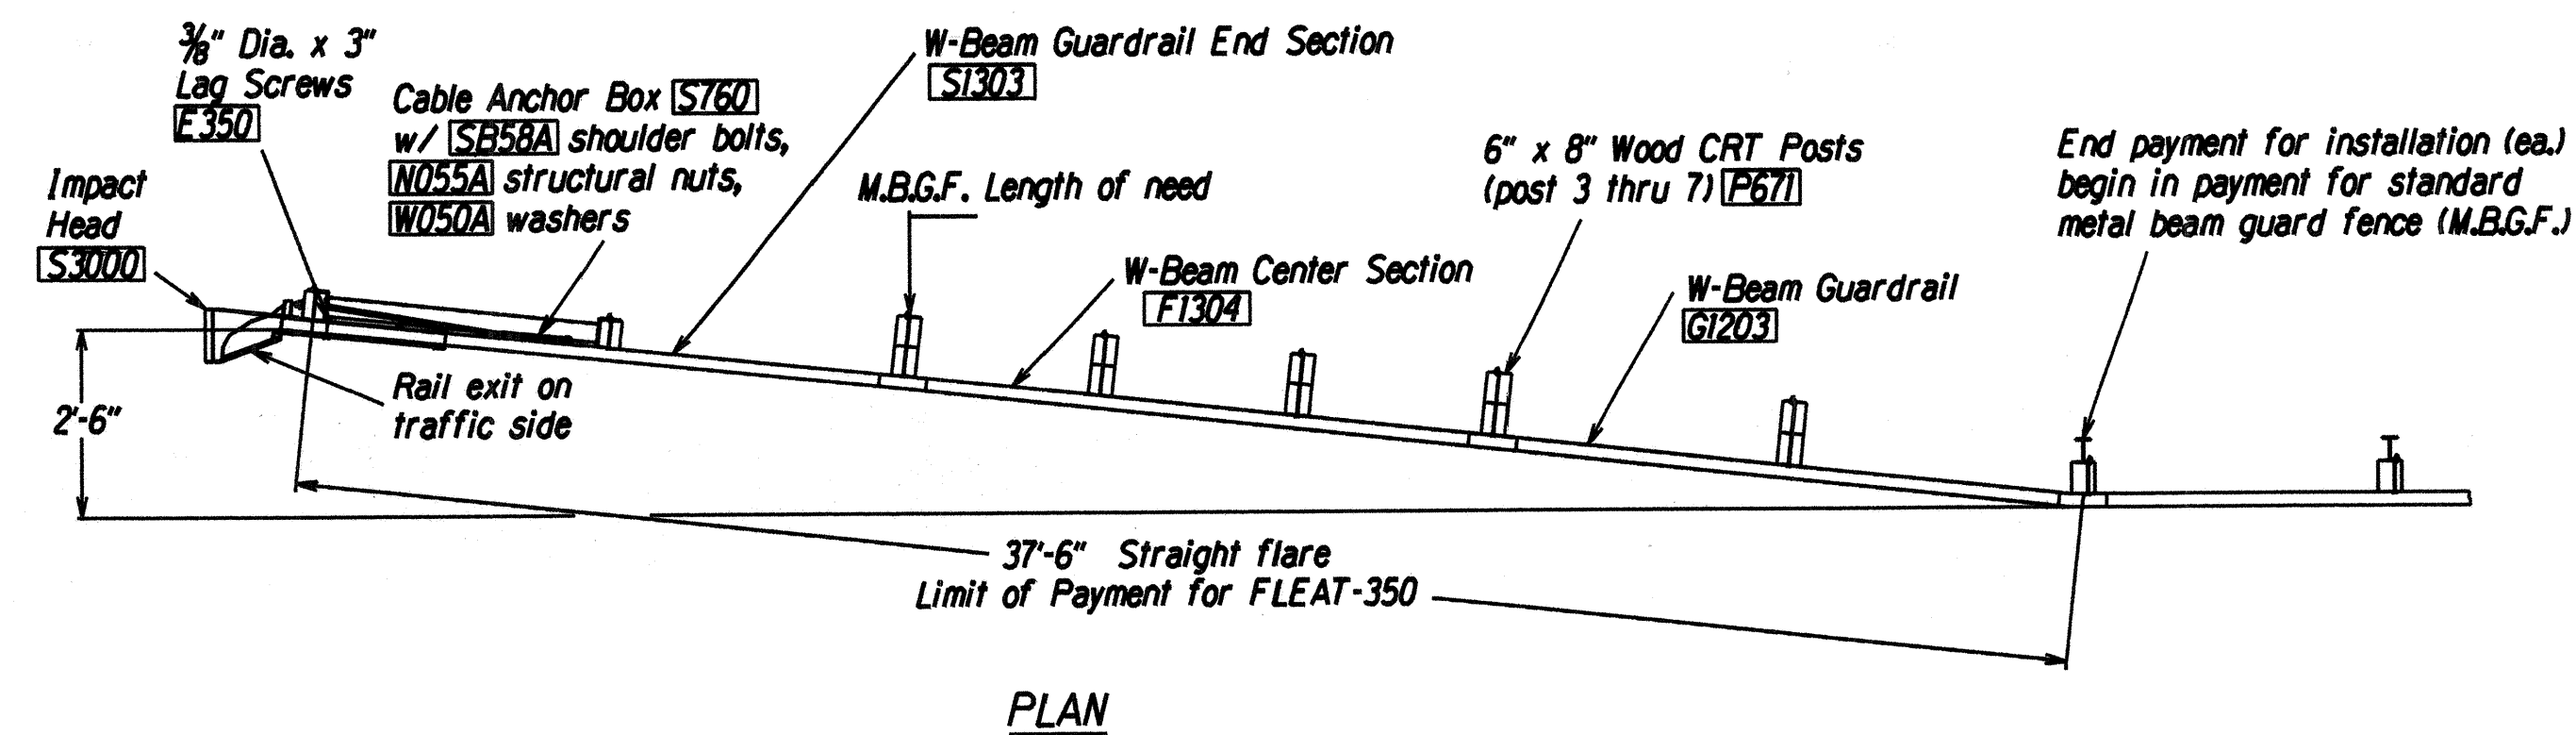 3/8" Dia. x 3"
Lag Screws
E350
Cable Anchor Box S760
w/ SB58A shoulder bolts,
N055A structural nuts,
W050A washers
W-Beam Guardrail End Section
S1303
Impact
Head
S3000
M.B.G.F. Length of need
6" x 8" Wood CRT Posts
(post 3 thru 7) P671
End payment for installation (ea.)
begin in payment for standard
metal beam guard fence (M.B.G.F.)
W-Beam Center Section
F1304
W-Beam Guardrail
G1203
Rail exit on
traffic side
2'-6"
37'-6" Straight flare
Limit of Payment for FLEAT-350
PLAN